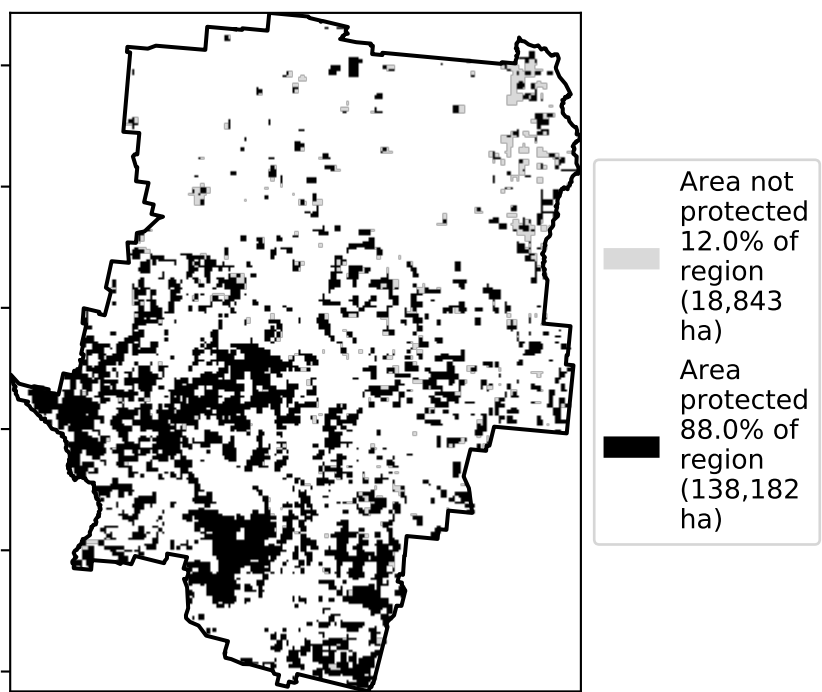 Area not
protected
12.0% of
region
(18,843
ha)
Area
protected
88.0% of
region
(138,182
ha)